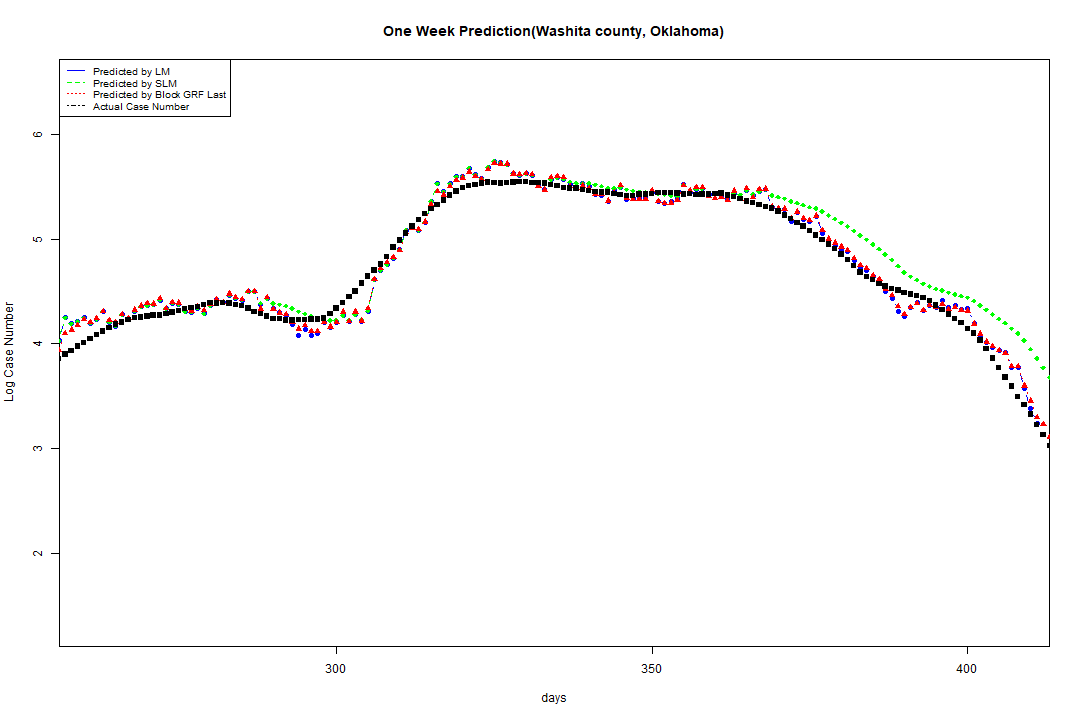 One Week Prediction(Washita county, Oklahoma)
Predicted by LM
Predicted by SLM
Predicted by Block GRF Last
Actual Case Number
6
5
4
3
2
Log Case Number
300
350
400
days